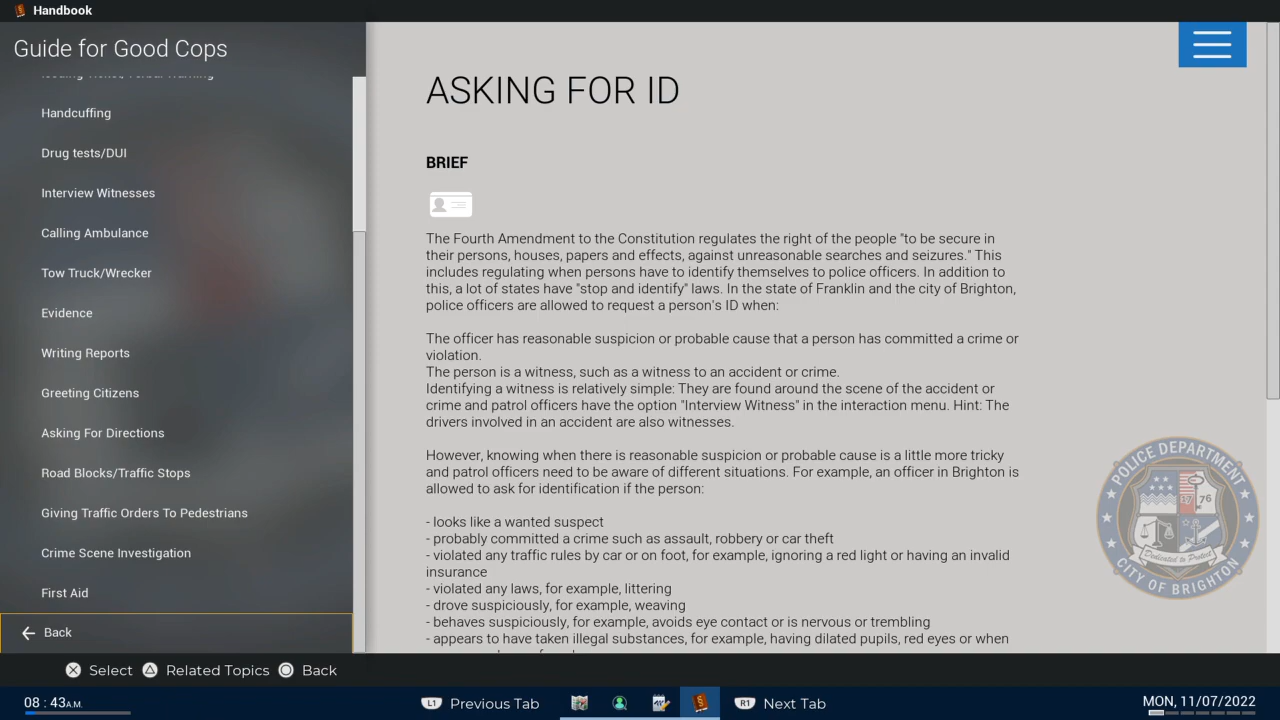 Handbook
Guide for Good Cops
Handcuffing
Drug tests/DUI
Interview Witnesses
Calling Ambulance
Tow Truck/Wrecker
Evidence
Writing Reports
Greeting Citizens
Asking For Directions
Road Blocks/Traffic Stops
Giving Traffic Orders To Pedestrians
Crime Scene Investigation
First Aid
Back
ASKING FOR ID
BRIEF
The Fourth Amendment to the Constitution regulates the right of the people "to be secure in
their persons, houses, papers and effects, against unreasonable searches and seizures." This
includes regulating when persons have to identify themselves to police officers. In addition to
this, a lot of states have "stop and identify" laws. In the state of Franklin and the city of Brighton,
police officers are allowed to request a person's ID when:
The officer has reasonable suspicion or probable cause that a person has committed a crime or
violation.
The person is a witness, such as a witness to an accident or crime.
Identifying a witness is relatively simple: They are found around the scene of the accident or
crime and patrol officers have the option "Interview Witness" in the interaction menu. Hint: The
drivers involved in an accident are also witnesses.
However, knowing when there is reasonable suspicion or probable cause is a little more tricky
and patrol officers need to be aware of different situations. For example, an officer in Brighton is
allowed to ask for identification if the person:
- looks like a wanted suspect
- probably committed a crime such as assault, robbery or car theft
- violated any traffic rules by car or on foot, for example, ignoring a red light or having an invalid
insurance
- violated any laws, for example, littering
- drove suspiciously, for example, weaving
- behaves suspiciously, for example, avoids eye contact or is nervous or trembling
- appears to have taken illegal substances, for example, having dilated pupils, red eyes or when
POLICE DEPARTMENT
17 76
Dedicated to Protect
CITY OF BRIGHTON
Select
Related Topics
Back
08 : 43 A.M.
L1 Previous Tab
R1 Next Tab
MON, 11/07/2022